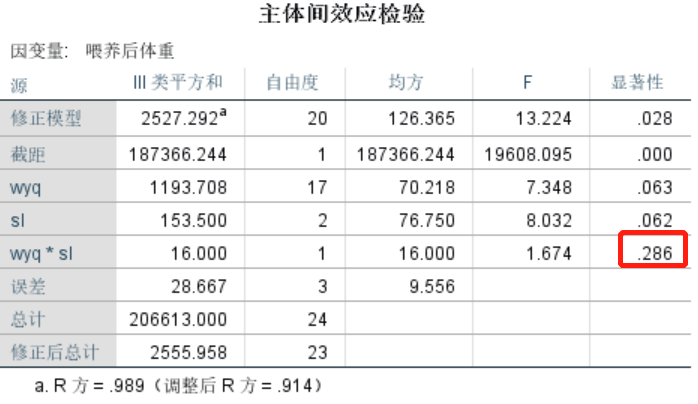 主体间效应检验
因变量: 喂养后体重
源 III 类平方和 自由度 均方 F 显著性
修正模型 2527.292a 20 126.365 13.224 .028
截距 187366.244 1 187366.244 19608.095 .000
wyq 1193.708 17 70.218 7.348 .063
sl 153.500 2 76.750 8.032 .062
wyq * sl 16.000 1 16.000 1.674 .286
误差 28.667 3 9.556
总计 206613.000 24
修正后总计 2555.958 23
a. R 方 = .989（调整后 R 方 = .914）